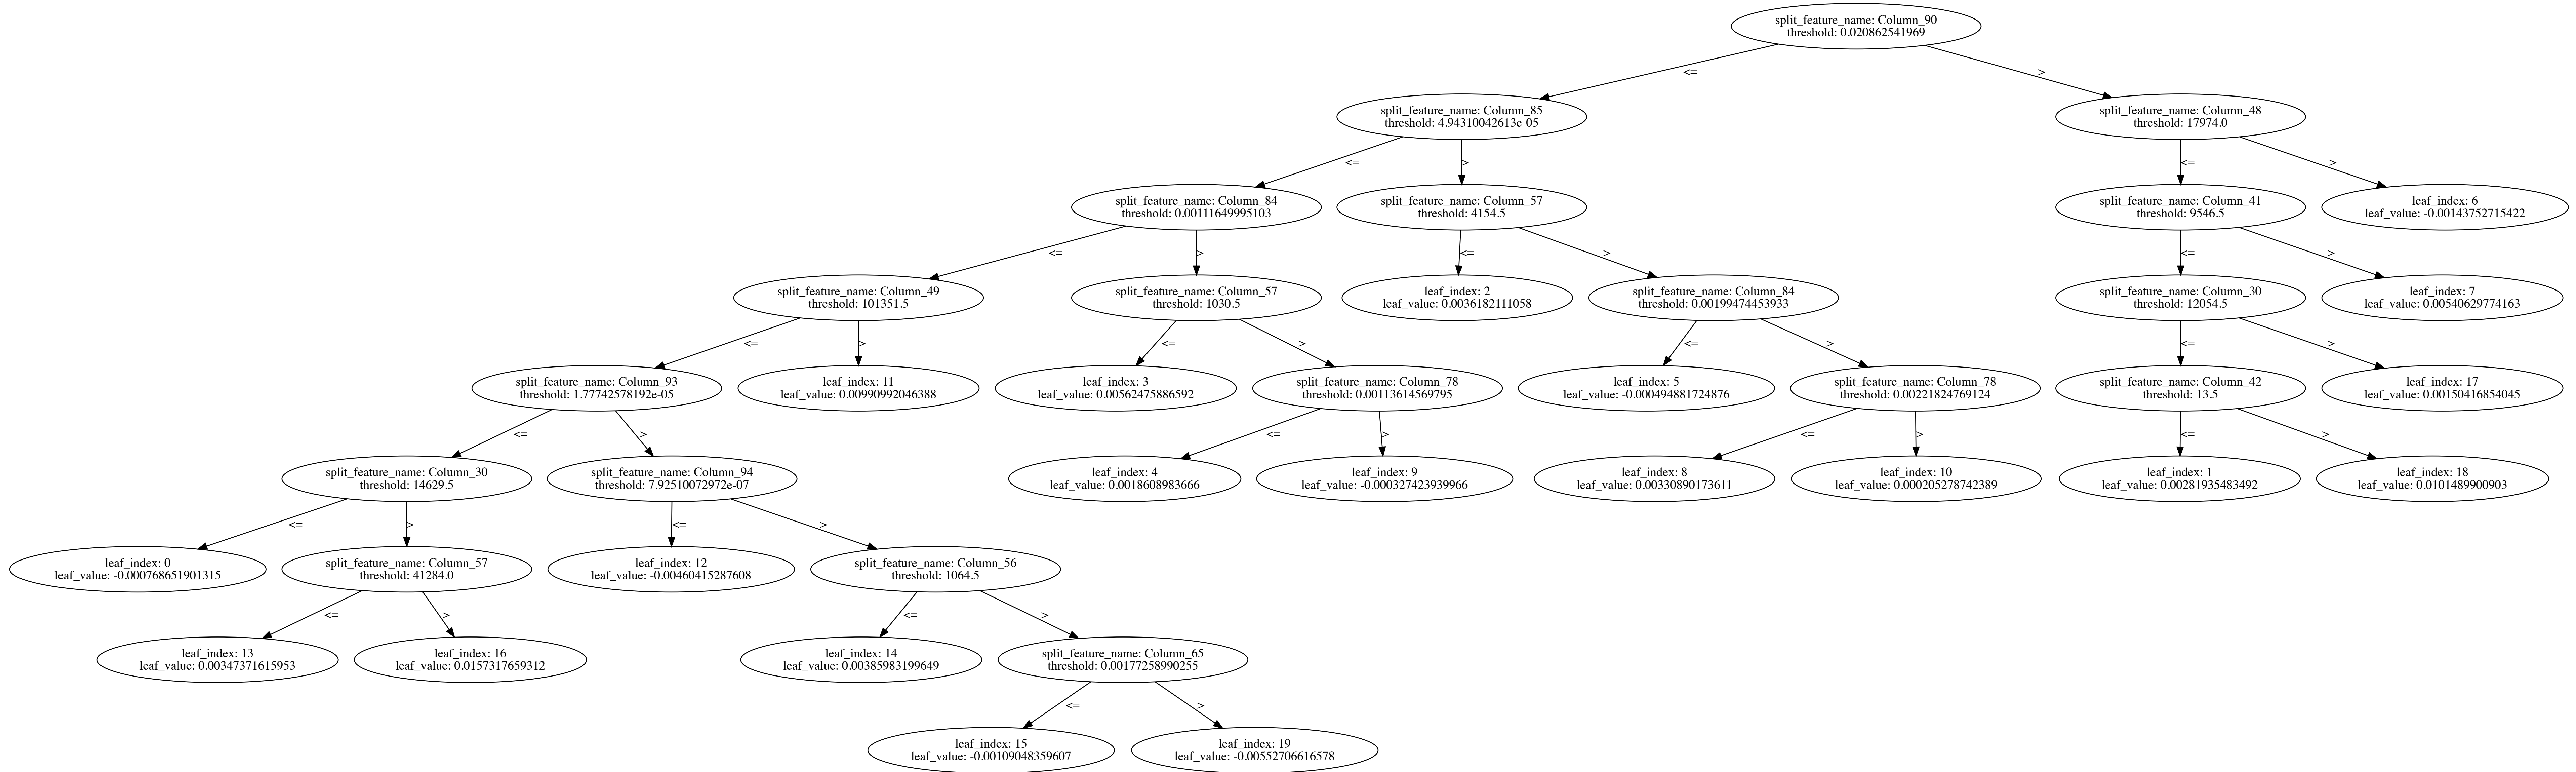 split_feature_name: Column_90
threshold: 0.020862541969
<=
>
split_feature_name: Column_85
threshold: 4.94310042613e-05
split_feature_name: Column_48
threshold: 17974.0
<=
>
<=
>
split_feature_name: Column_84
threshold: 0.00111649995103
split_feature_name: Column_57
threshold: 4154.5
split_feature_name: Column_41
threshold: 9546.5
leaf_index: 6
leaf_value: -0.00143752715422
<=
>
<=
>
<=
>
split_feature_name: Column_49
threshold: 101351.5
split_feature_name: Column_57
threshold: 1030.5
leaf_index: 2
leaf_value: 0.0036182111058
split_feature_name: Column_84
threshold: 0.00199474453933
split_feature_name: Column_30
threshold: 12054.5
leaf_index: 7
leaf_value: 0.00540629774163
<=
>
<=
>
<=
>
<=
>
split_feature_name: Column_93
threshold: 1.77742578192e-05
leaf_index: 11
leaf_value: 0.00990992046388
leaf_index: 3
leaf_value: 0.00562475886592
split_feature_name: Column_78
threshold: 0.00113614569795
leaf_index: 5
leaf_value: -0.000494881724876
split_feature_name: Column_78
threshold: 0.00221824769124
split_feature_name: Column_42
threshold: 13.5
leaf_index: 17
leaf_value: 0.00150416854045
<=
>
<=
>
<=
>
<=
>
split_feature_name: Column_30
threshold: 14629.5
split_feature_name: Column_94
threshold: 7.92510072972e-07
leaf_index: 4
leaf_value: 0.0018608983666
leaf_index: 9
leaf_value: -0.000327423939966
leaf_index: 8
leaf_value: 0.00330890173611
leaf_index: 10
leaf_value: 0.000205278742389
leaf_index: 1
leaf_value: 0.00281935483492
leaf_index: 18
leaf_value: 0.0101489900903
<=
>
<=
>
leaf_index: 0
leaf_value: -0.000768651901315
split_feature_name: Column_57
threshold: 41284.0
leaf_index: 12
leaf_value: -0.00460415287608
split_feature_name: Column_56
threshold: 1064.5
<=
>
<=
>
leaf_index: 13
leaf_value: 0.00347371615953
leaf_index: 16
leaf_value: 0.0157317659312
leaf_index: 14
leaf_value: 0.00385983199649
split_feature_name: Column_65
threshold: 0.00177258990255
<=
>
leaf_index: 15
leaf_value: -0.00109048359607
leaf_index: 19
leaf_value: -0.00552706616578